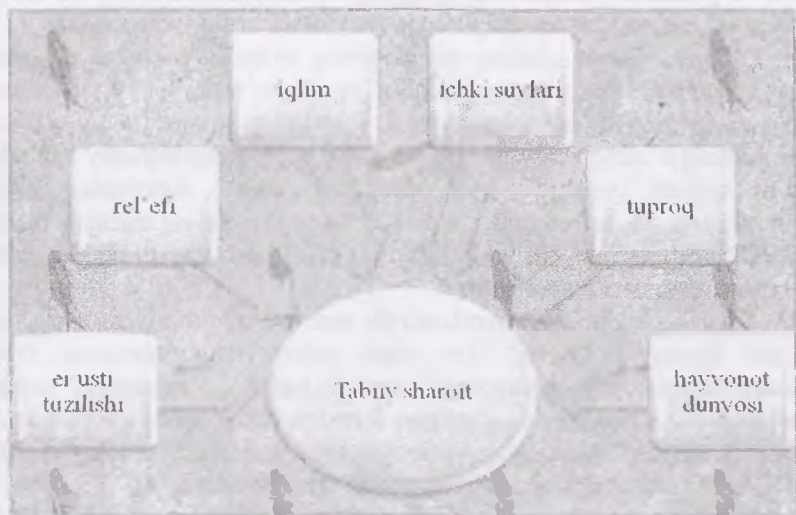 iqlim
ichki suvlari
rel'efi
tuproq
er usti
tuzilishi
Tabiiy sharoit
hayvonot
dunyosi